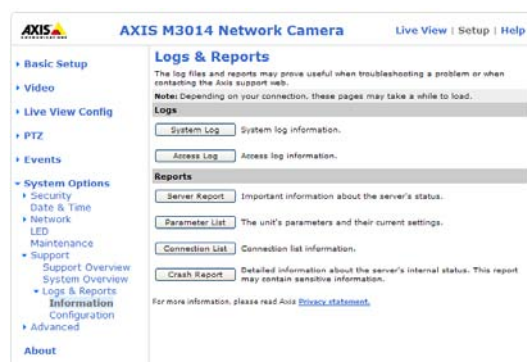 AXIS
COMMUNICATIONS
AXIS M3014 Network Camera
Live View | Setup | Help
Basic Setup
Video
Live View Config
PTZ
Events
System Options
Security
Date & Time
Network
LED
Maintenance
Support
Support Overview
System Overview
Logs & Reports
Information
Configuration
Advanced
About
Logs & Reports
The log files and reports may prove useful when troubleshooting a problem or when
contacting the Axis support web.
Note: Depending on your connection, these pages may take a while to load.
Logs
System Log System log information.
Access Log Access log information.
Reports
Server Report Important information about the server's status.
Parameter List The unit's parameters and their current settings.
Connection List Connection list information.
Crash Report Detailed information about the server's internal status. This report
may contain sensitive information.
For more information, please read Axis Privacy statement.